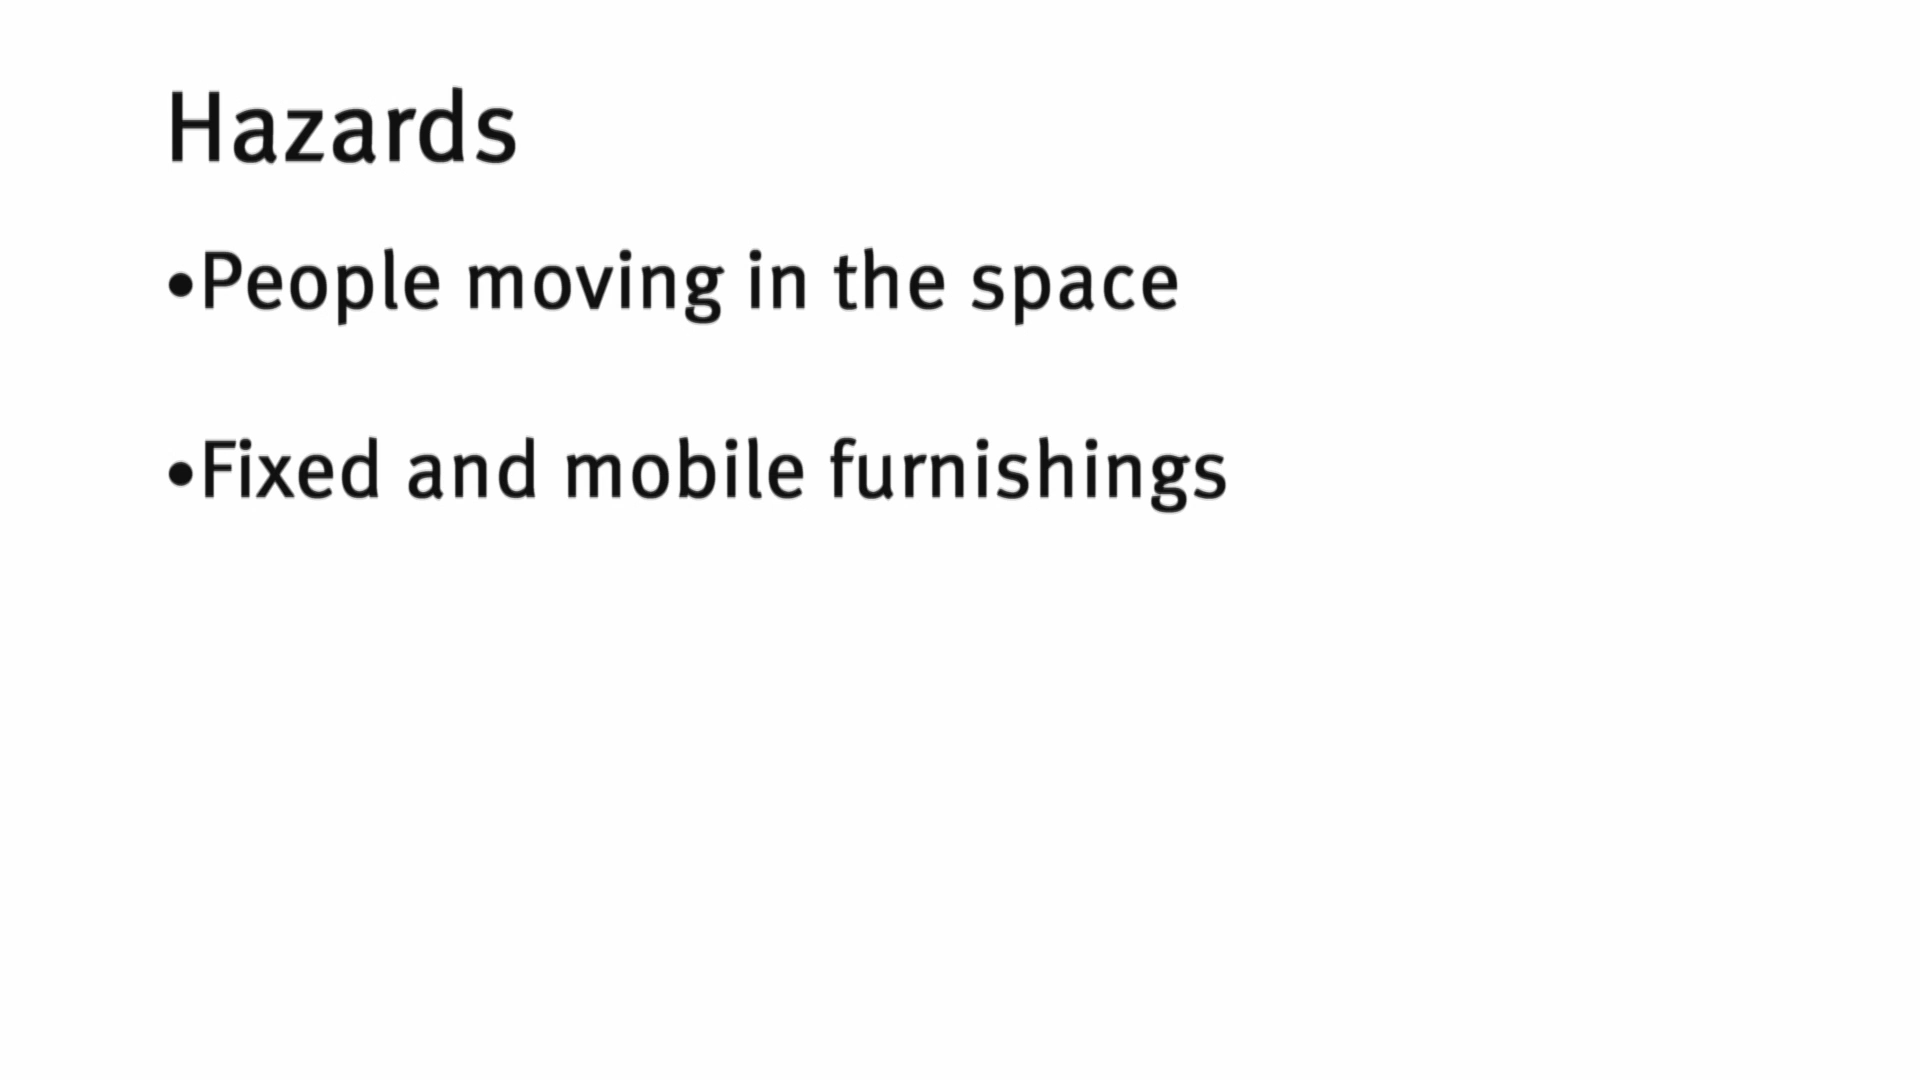 Hazards
•People moving in the space
•Fixed and mobile furnishings